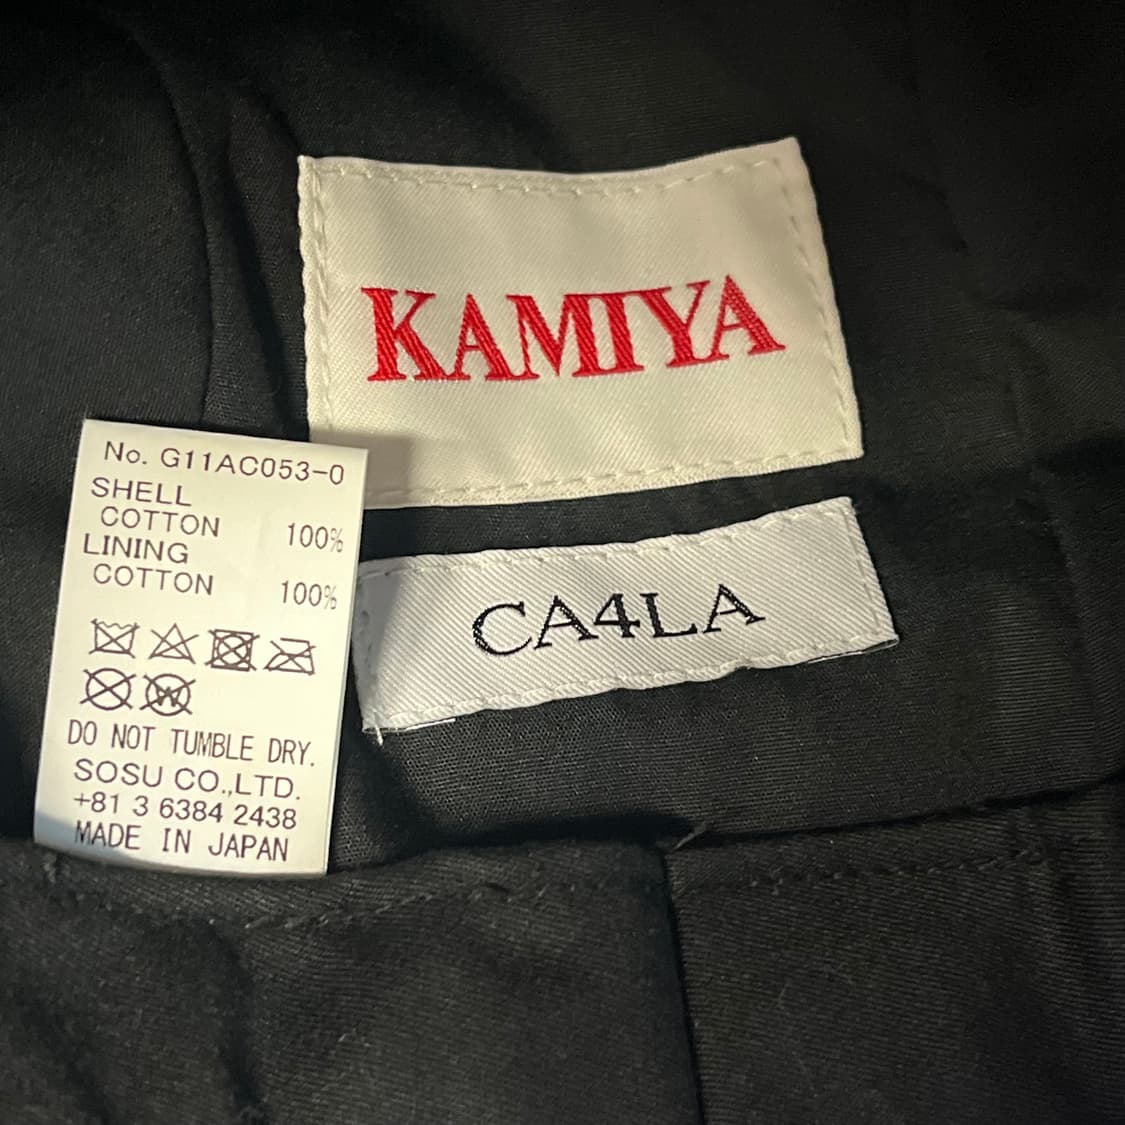 KAMIYA
CA4LA
No. G11AC053-0
SHELL
COTTON 100%
LINING
COTTON 100%
W
DO NOT TUMBLE DRY.
SOSU CO.,LTD.
+81 3 6384 2438
MADE IN JAPAN